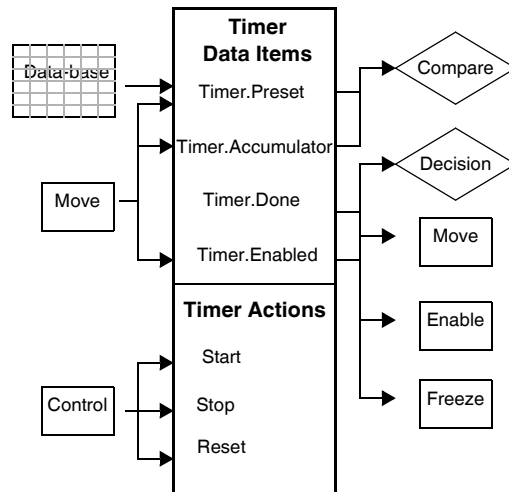 Timer
Data Items
Data-base
Timer.Preset
Compare
Timer.Accumulator
Decision
Move
Timer.Done
Move
Timer.Enabled
Timer Actions
Enable
Start
Control
Stop
Freeze
Reset